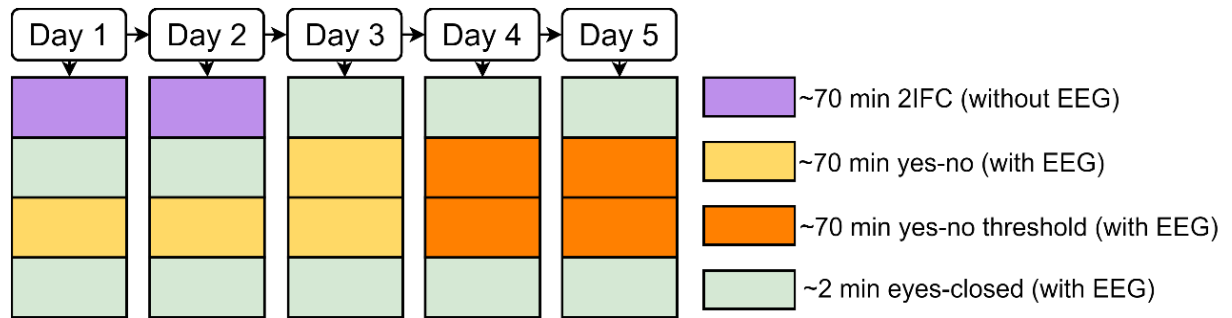 Day 1
Day 2
Day 3
Day 4
Day 5
~70 min 2IFC (without EEG)
~70 min yes-no (with EEG)
~70 min yes-no threshold (with EEG)
~2 min eyes-closed (with EEG)